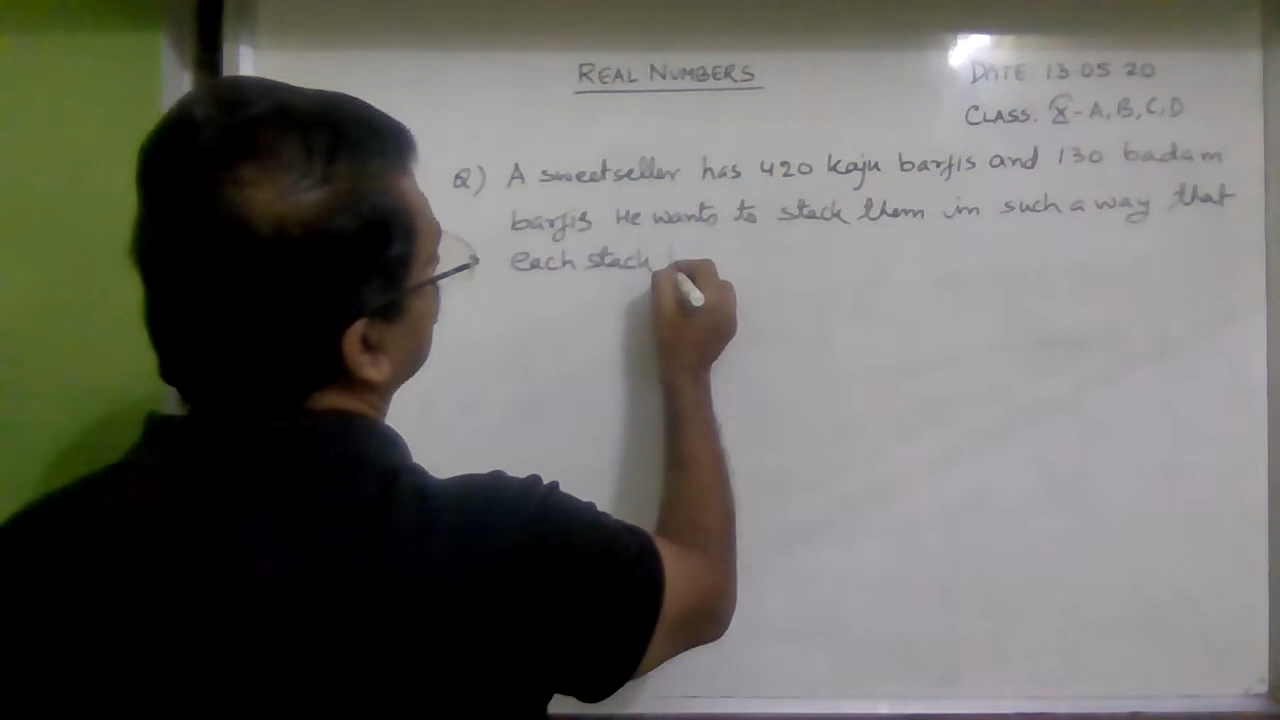 REAL NUMBERS
DATE: 13.05 20
CLASS: X-A, B, C, D
Q) A sweetseller has 420 kaju barfis and 130 badam
barfis He wants to stack them in such a way that
each stack